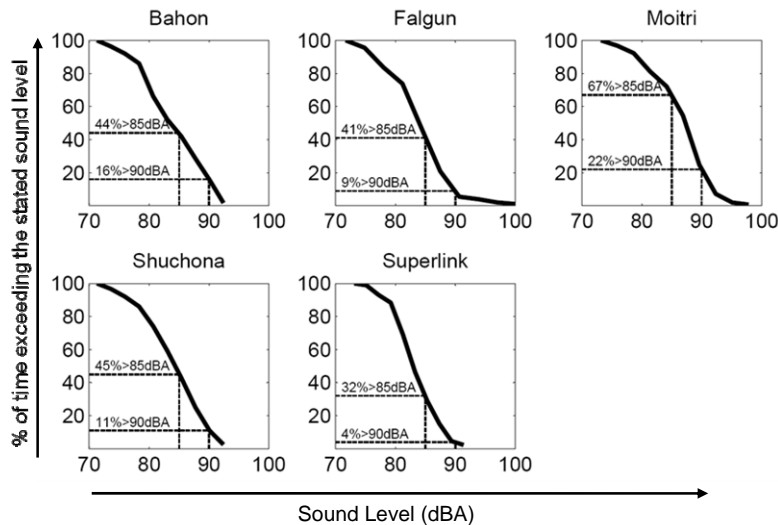 Bahon
Falgun
Moitri
% of time exceeding the stated sound level
100
80
60
40
20
44%>85dBA
16%>90dBA
70 80 90 100
100
80
60
40
20
41%>85dBA
9%>90dBA
70 80 90 100
100
80
60
40
20
67%>85dBA
22%>90dBA
70 80 90 100
Shuchona
Superlink
100
80
60
40
20
45%>85dBA
11%>90dBA
70 80 90 100
100
80
60
40
20
32%>85dBA
4%>90dBA
70 80 90 100
Sound Level (dBA)